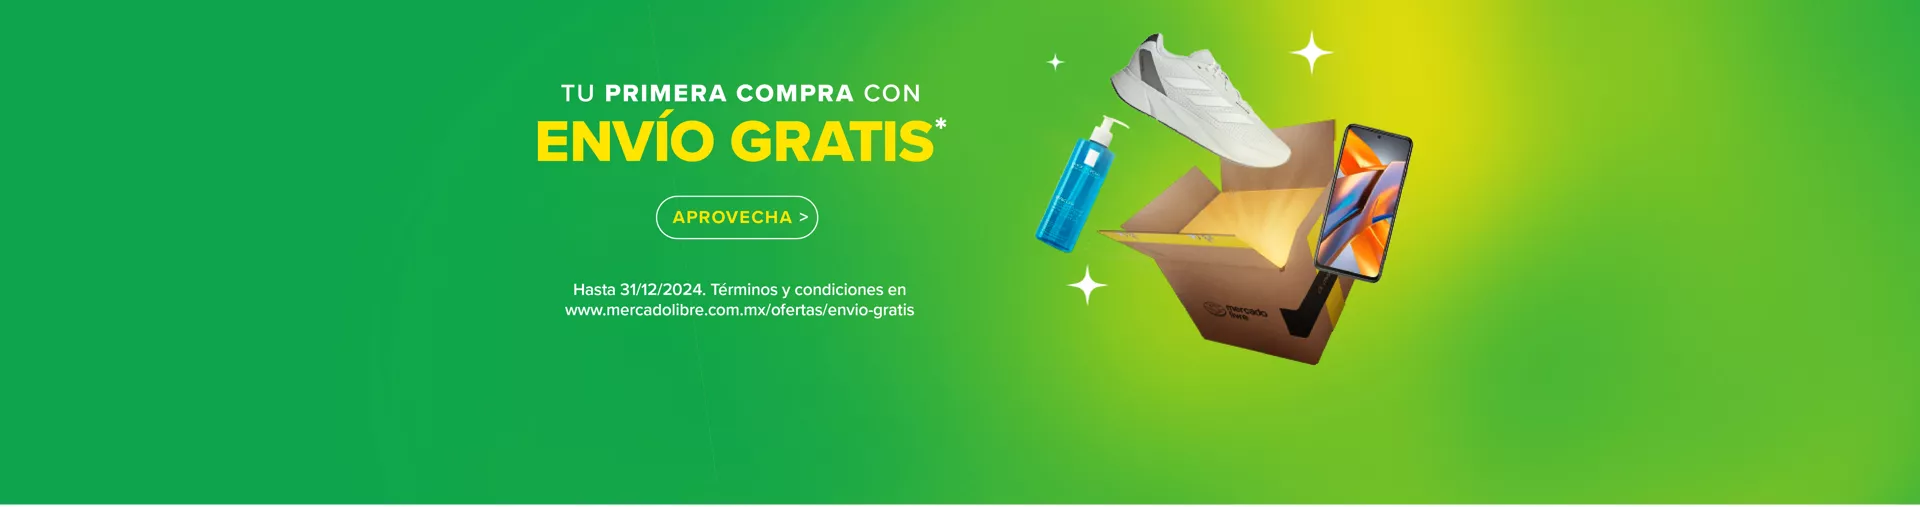 TU PRIMERA COMPRA CON
ENVÍO GRATIS*
APROVECHA >
Hasta 31/12/2024. Términos y condiciones en
www.mercadolibre.com.mx/ofertas/envio-gratis
mercado